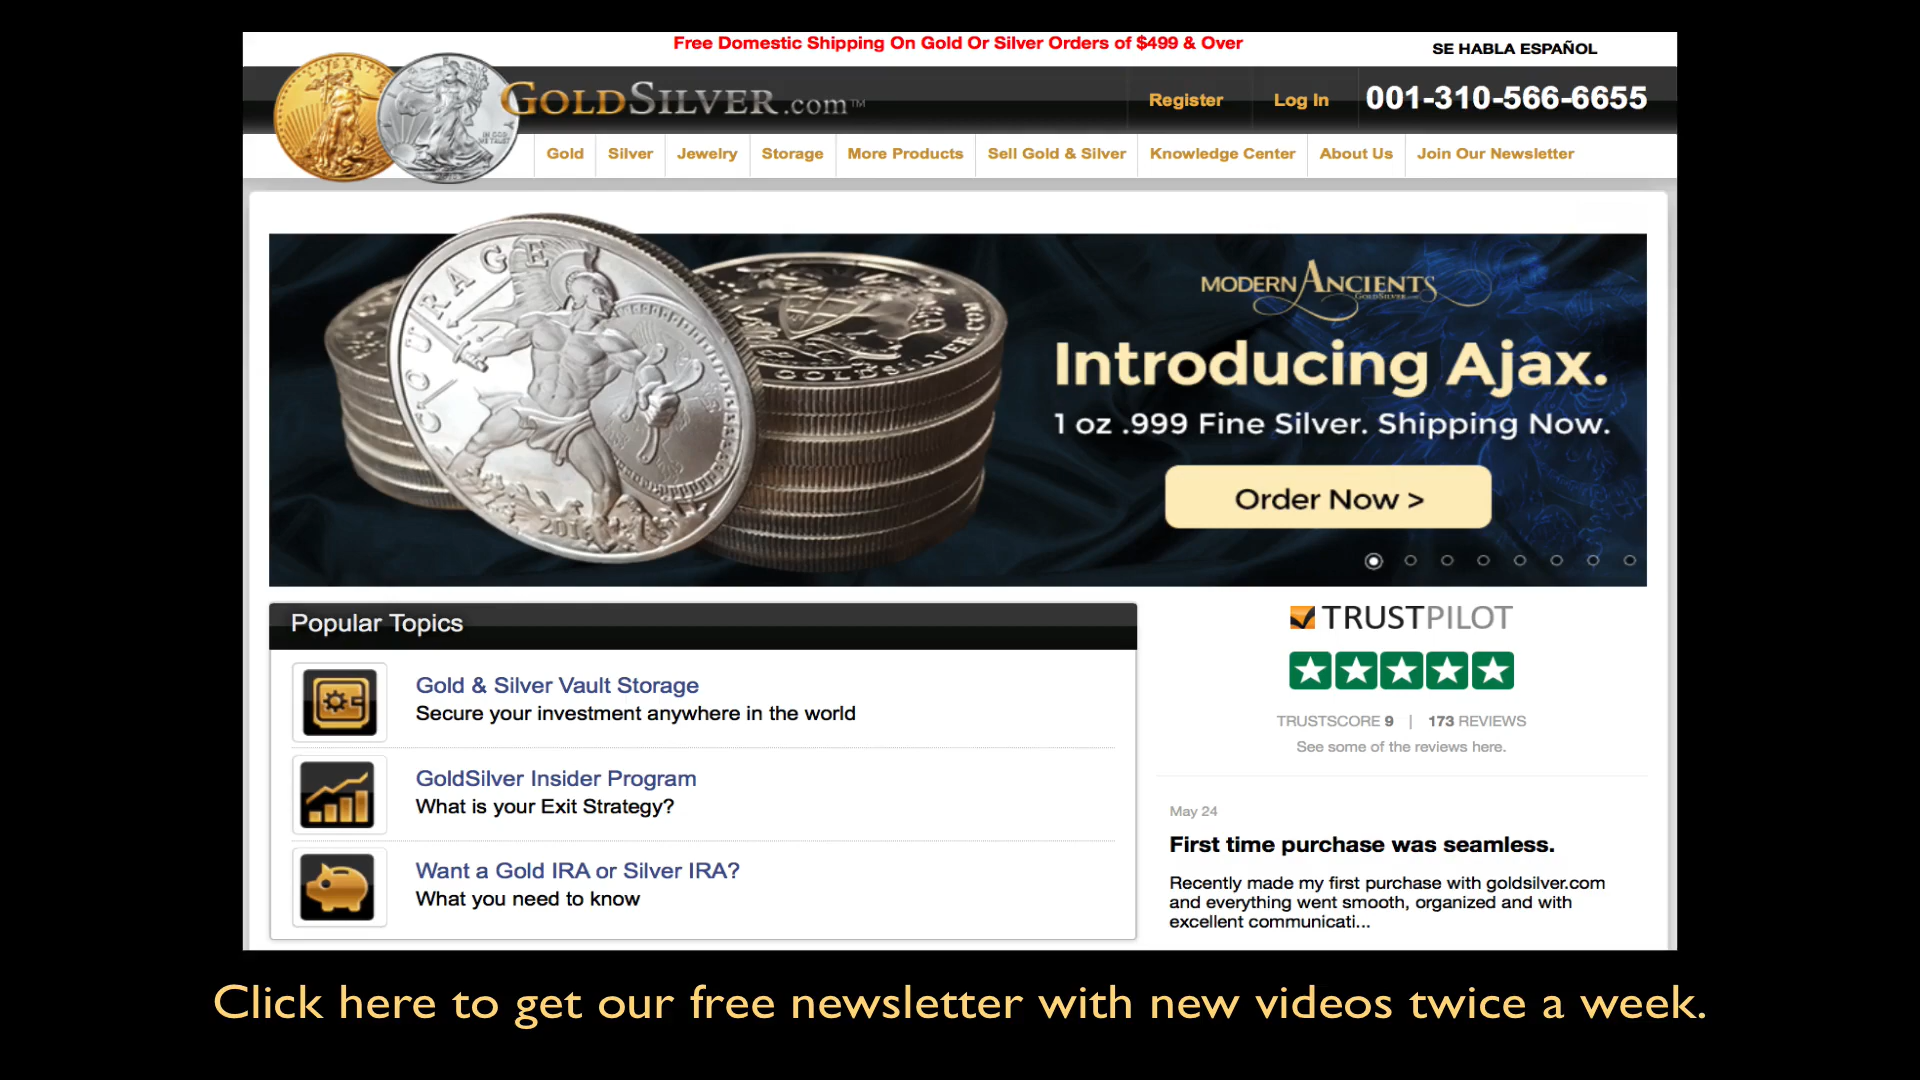 Free Domestic Shipping On Gold Or Silver Orders of $499 & Over
SE HABLA ESPAÑOL
GOLDSILVER.com™
Register
Log In
001-310-566-6655
Gold
Silver
Jewelry
Storage
More Products
Sell Gold & Silver
Knowledge Center
About Us
Join Our Newsletter
COURAGE
2016
GOLDSILVER.COM
MODERN ANCIENTS
GOLDSILVER.com
Introducing Ajax.
1 oz .999 Fine Silver. Shipping Now.
Order Now >
Popular Topics
Gold & Silver Vault Storage
Secure your investment anywhere in the world
GoldSilver Insider Program
What is your Exit Strategy?
Want a Gold IRA or Silver IRA?
What you need to know
TRUSTPILOT
TRUSTSCORE 9 | 173 REVIEWS
See some of the reviews here.
May 24
First time purchase was seamless.
Recently made my first purchase with goldsilver.com
and everything went smooth, organized and with
excellent communicati...
Click here to get our free newsletter with new videos twice a week.